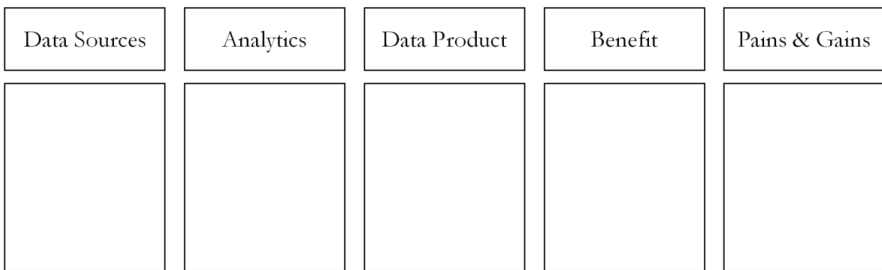 Data Sources
Analytics
Data Product
Benefit
Pains & Gains